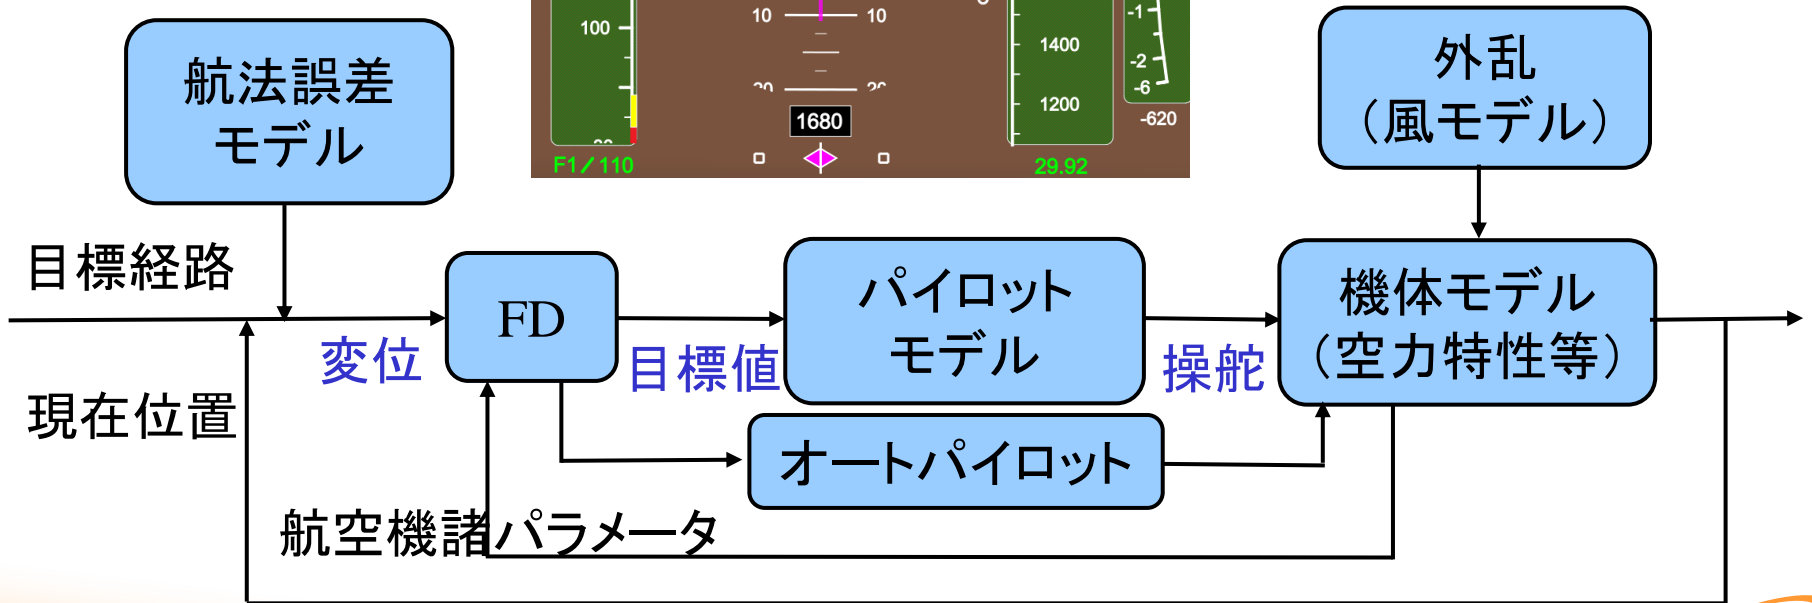 航法誤差
モデル
100
10
10
1400
1200
-1
-2
-6
-620
1680
F1/110
29.92
外乱
（風モデル）
目標経路
現在位置
変位
FD
目標値
パイロット
モデル
操舵
機体モデル
（空力特性等）
オートパイロット
航空機諸パラメータ